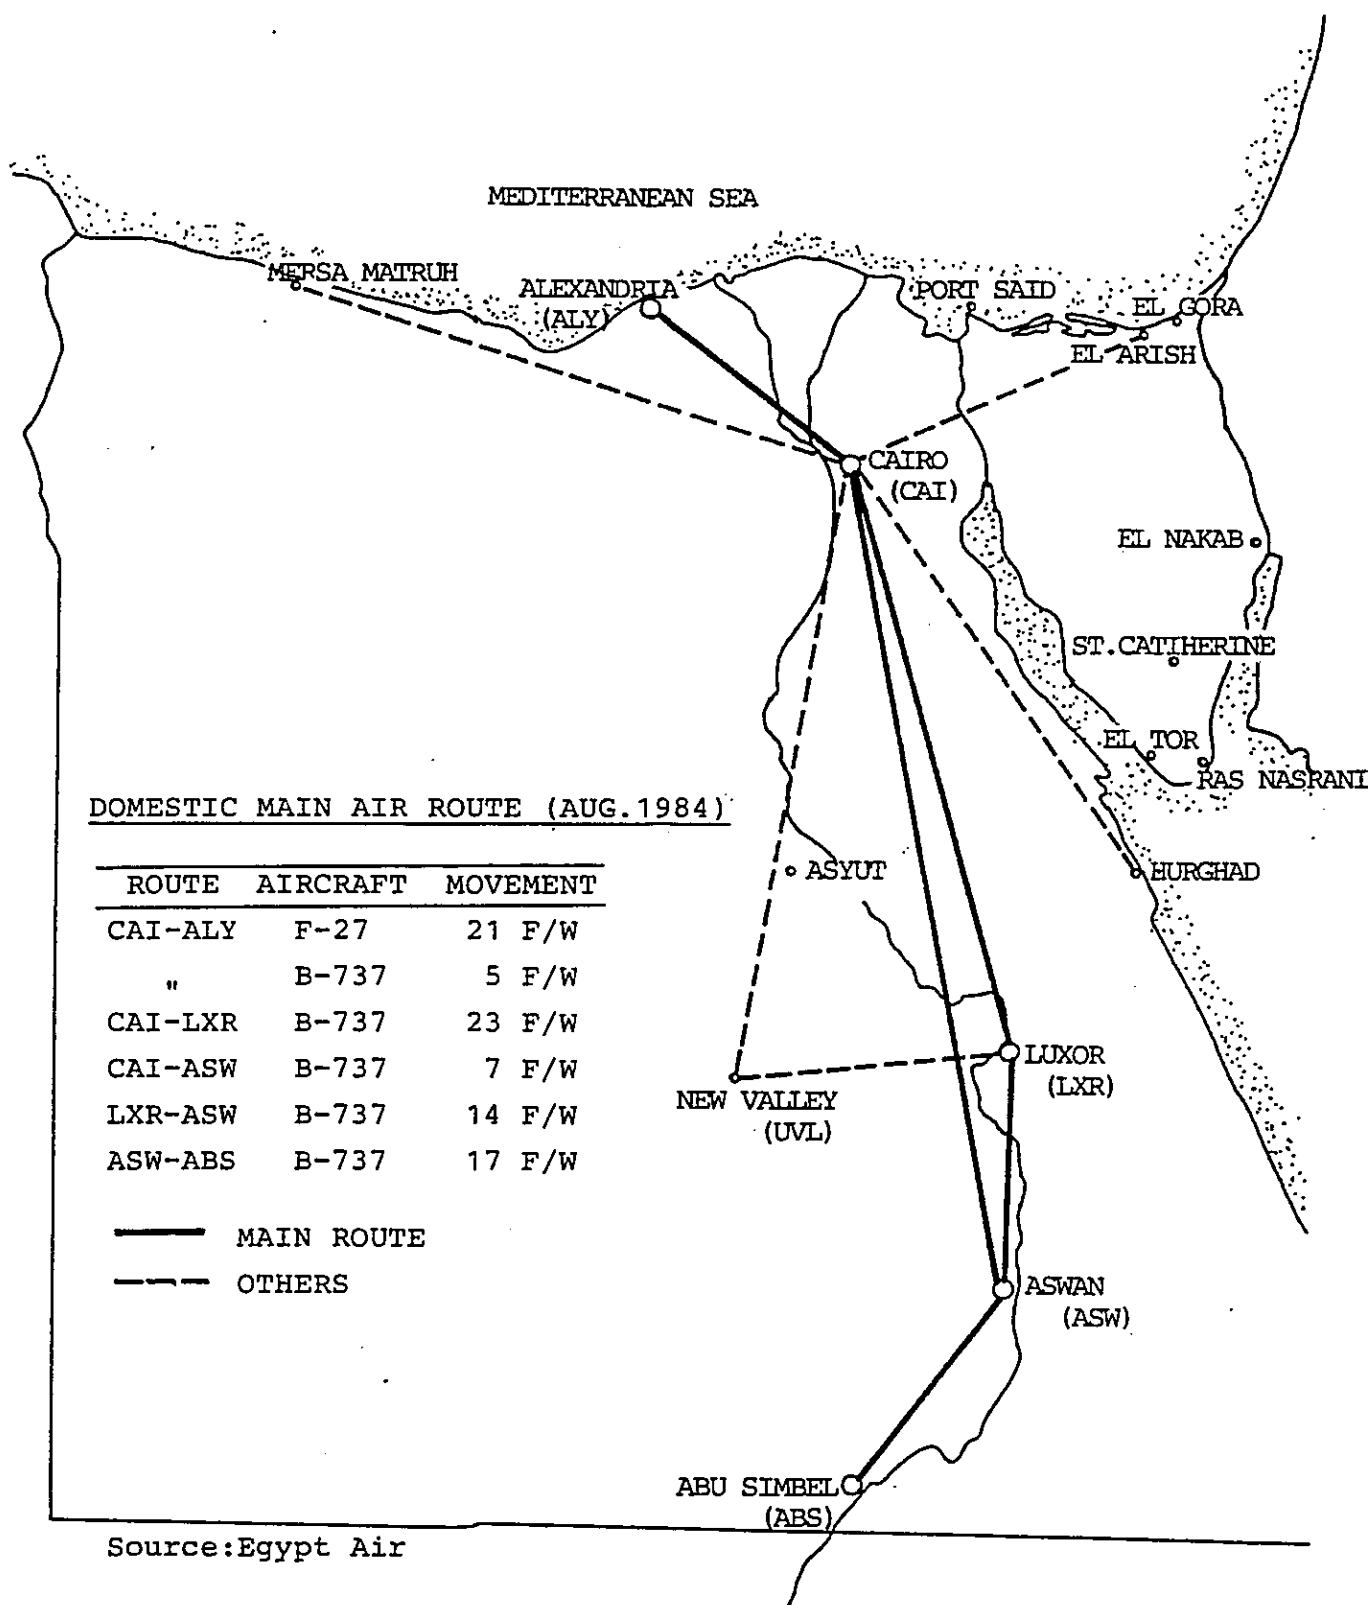 MEDITERRANEAN SEA
MERSA MATRUH
ALEXANDRIA
(ALY)
PORT SAID
EL GORA
EL ARISH
CAIRO
(CAI)
EL NAKAB
ST.CATIHERINE
EL TOR
RAS NASRANI
HURGHAD
ASYUT
LUXOR
(LXR)
NEW VALLEY
(UVL)
ASWAN
(ASW)
ABU SIMBEL
(ABS)
DOMESTIC MAIN AIR ROUTE (AUG.1984)
ROUTE AIRCRAFT MOVEMENT
CAI-ALY F-27 21 F/W
" B-737 5 F/W
CAI-LXR B-737 23 F/W
CAI-ASW B-737 7 F/W
LXR-ASW B-737 14 F/W
ASW-ABS B-737 17 F/W
MAIN ROUTE
OTHERS
Source:Egypt Air